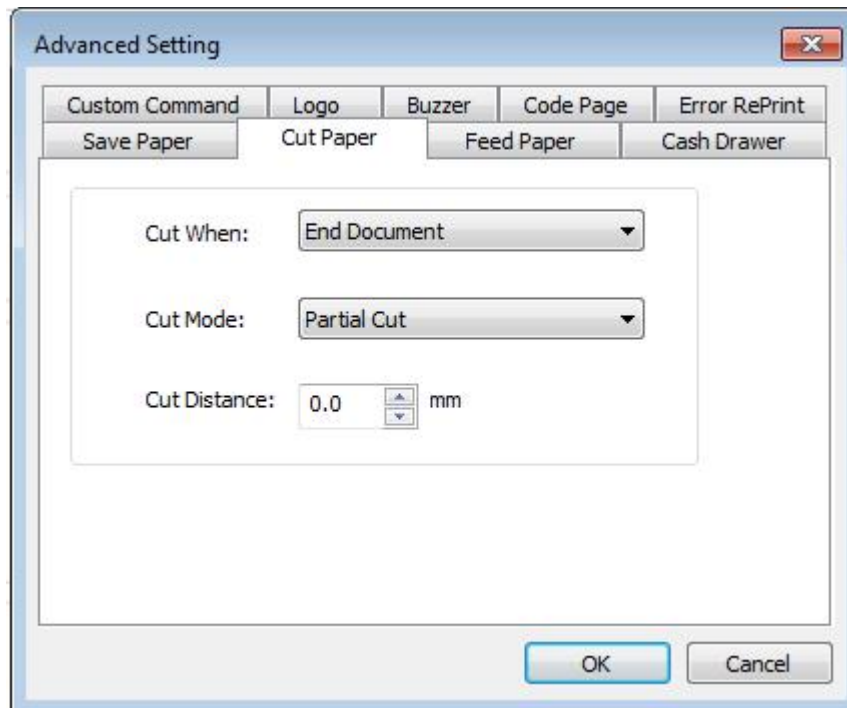 Advanced Setting
Custom Command Logo Buzzer Code Page Error RePrint
Save Paper Cut Paper Feed Paper Cash Drawer
Cut When: End Document
Cut Mode: Partial Cut
Cut Distance: 0.0 mm
OK Cancel